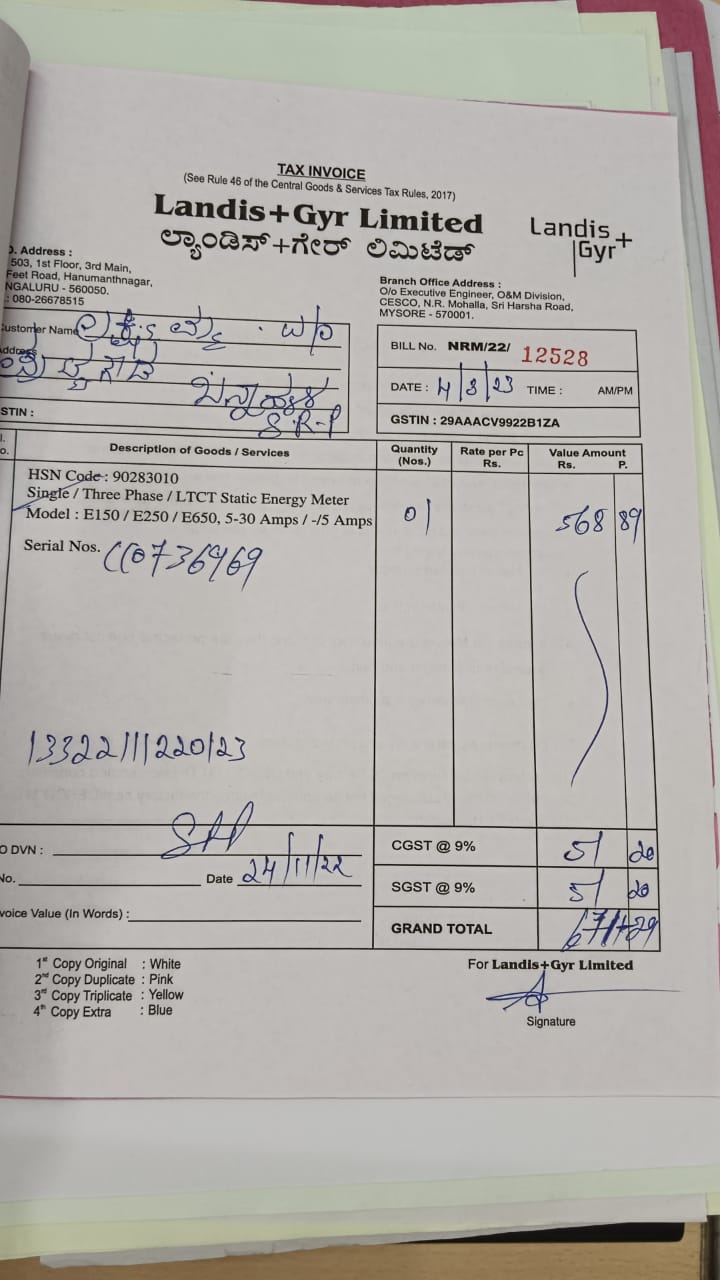 TAX INVOICE
(See Rule 46 of the Central Goods & Services Tax Rules, 2017)
Landis+Gyr Limited
ಲ್ಯಾಂಡಿಸ್+ಗೇರ್ ಲಿಮಿಟೆಡ್
Landis+
Gyr
. Address :
503, 1st Floor, 3rd Main,
Feet Road, Hanumanthnagar,
NGALURU - 560050.
: 080-26678515
Branch Office Address :
O/o Executive Engineer, O&M Division,
CESCO, N.R. Mohalla, Sri Harsha Road,
MYSORE - 570001.
ustomer Name
ddress
S.R-P
STIN :
BILL No. NRM/22/ 12528
DATE : 4/3/23 TIME : AM/PM
GSTIN : 29AAACV9922B1ZA
Description of Goods / Services Quantity (Nos.) Rate per Pc Rs. Value Amount Rs. P.
HSN Code : 90283010
Single / Three Phase / LTCT Static Energy Meter
Model : E150 / E250 / E650, 5-30 Amps / -/5 Amps 01 568 89
Serial Nos.
O DVN :
No. Date 24/11/22
voice Value (In Words) :
CGST @ 9% 51 20
SGST @ 9% 51 20
GRAND TOTAL
1st Copy Original : White
2nd Copy Duplicate : Pink
3rd Copy Triplicate : Yellow
4th Copy Extra : Blue
For Landis+Gyr Limited
Signature